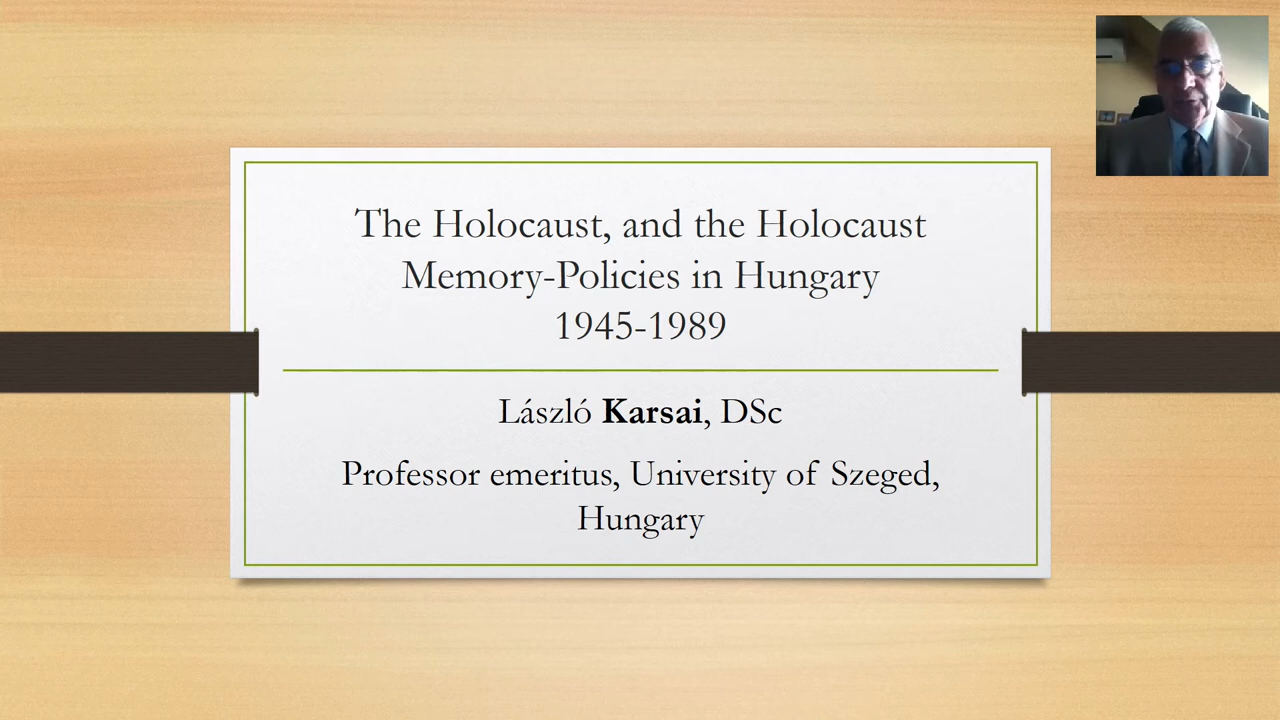 The Holocaust, and the Holocaust
Memory-Policies in Hungary
1945-1989
László Karsai, DSc
Professor emeritus, University of Szeged,
Hungary